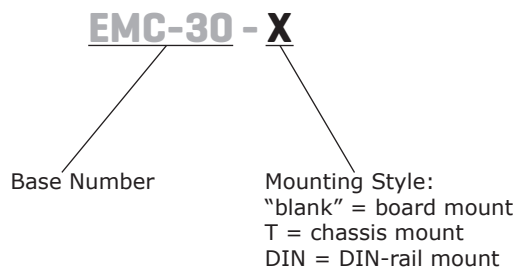 EMC-30 - X
Base Number
Mounting Style:
“blank” = board mount
T = chassis mount
DIN = DIN-rail mount